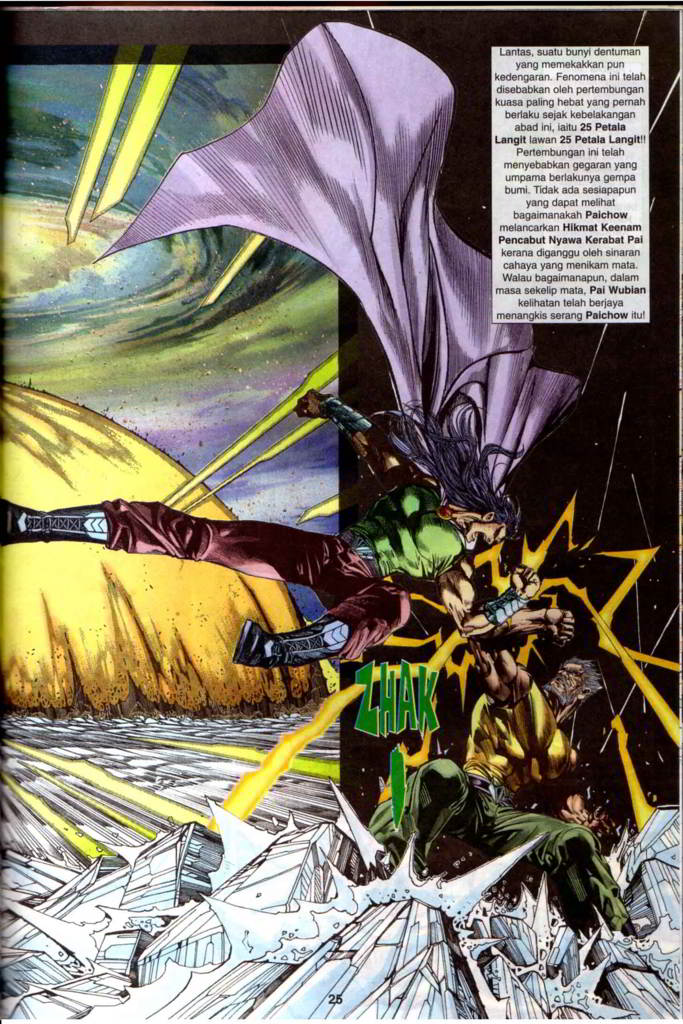 Lantas, suatu bunyi dentuman
yang memekakkan pun
kedengaran. Fenomena ini telah
disebabkan oleh pertembungan
kuasa paling hebat yang pernah
berlaku sejak kebelakangan
abad ini, iaitu 25 Petala
Langit lawan 25 Petala Langit!!
Pertembungan ini telah
menyebabkan gegaran yang
umpama berlakunya gempa
bumi. Tidak ada sesiapapun
yang dapat melihat
bagaimanakah Paichow
melancarkan Hikmat Keenam
Pencabut Nyawa Kerabat Pai
kerana diganggu oleh sinaran
cahaya yang menikam mata.
Walau bagaimanapun, dalam
masa sekelip mata, Pai Wubian
kelihatan telah berjaya
menangkis serang Paichow itu!
ZHAK
!
25